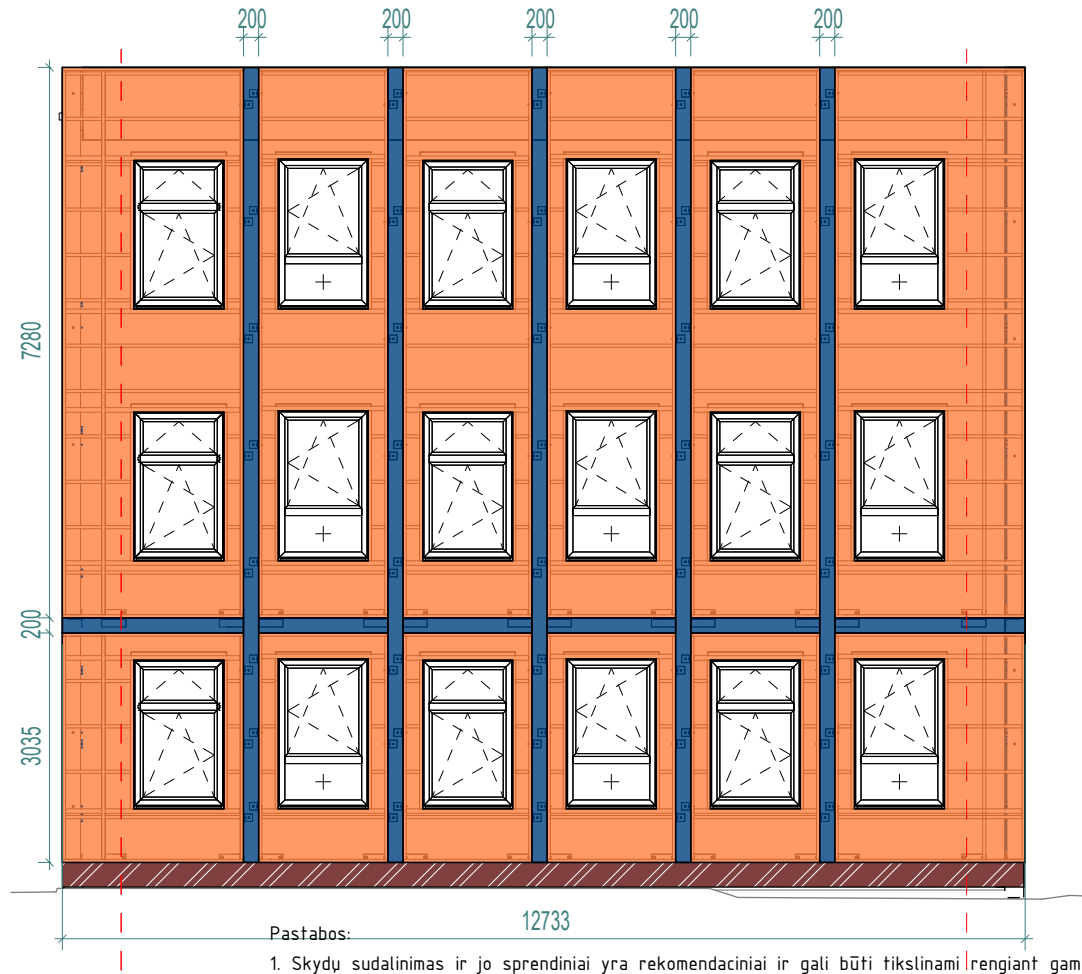 200 200 200 200 200
7280
200
3035
12733
Pastabos:
1. Skydų sudalinimas ir jo sprendiniai yra rekomendaciniai ir gali būti tikslinami rengiant gam